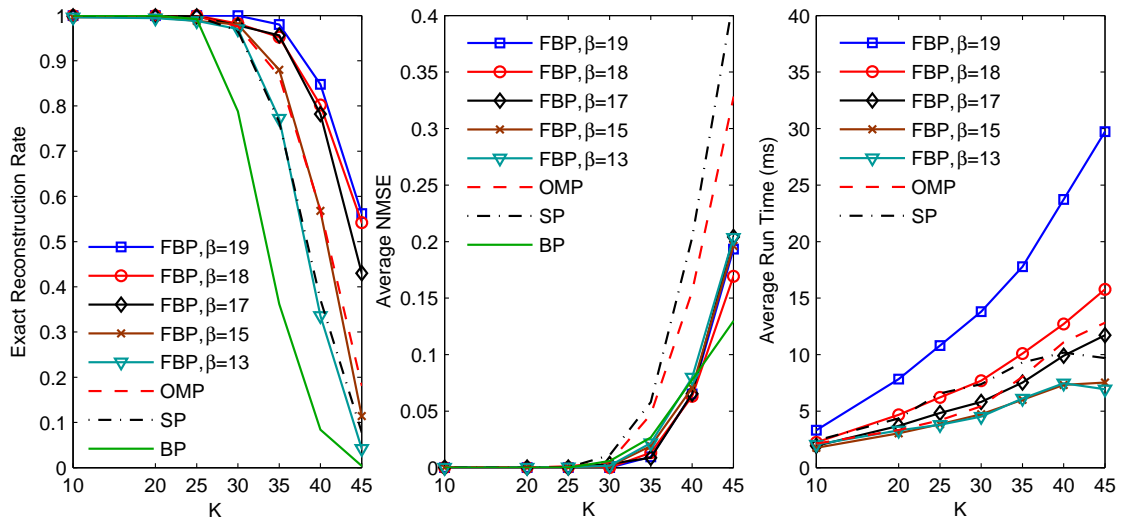 1
0.9
0.8
0.7
0.6
0.5
0.4
0.3
0.2
0.1
0
Exact Reconstruction Rate
FBP, β=19
FBP, β=18
FBP, β=17
FBP, β=15
FBP, β=13
OMP
SP
BP
10 20 25 30 35 40 45
K
0.4
0.35
0.3
0.25
0.2
0.15
0.1
0.05
0
Average NMSE
FBP, β=19
FBP, β=18
FBP, β=17
FBP, β=15
FBP, β=13
OMP
SP
BP
10 20 25 30 35 40 45
K
40
35
30
25
20
15
10
5
0
Average Run Time (ms)
FBP, β=19
FBP, β=18
FBP, β=17
FBP, β=15
FBP, β=13
OMP
SP
10 20 25 30 35 40 45
K